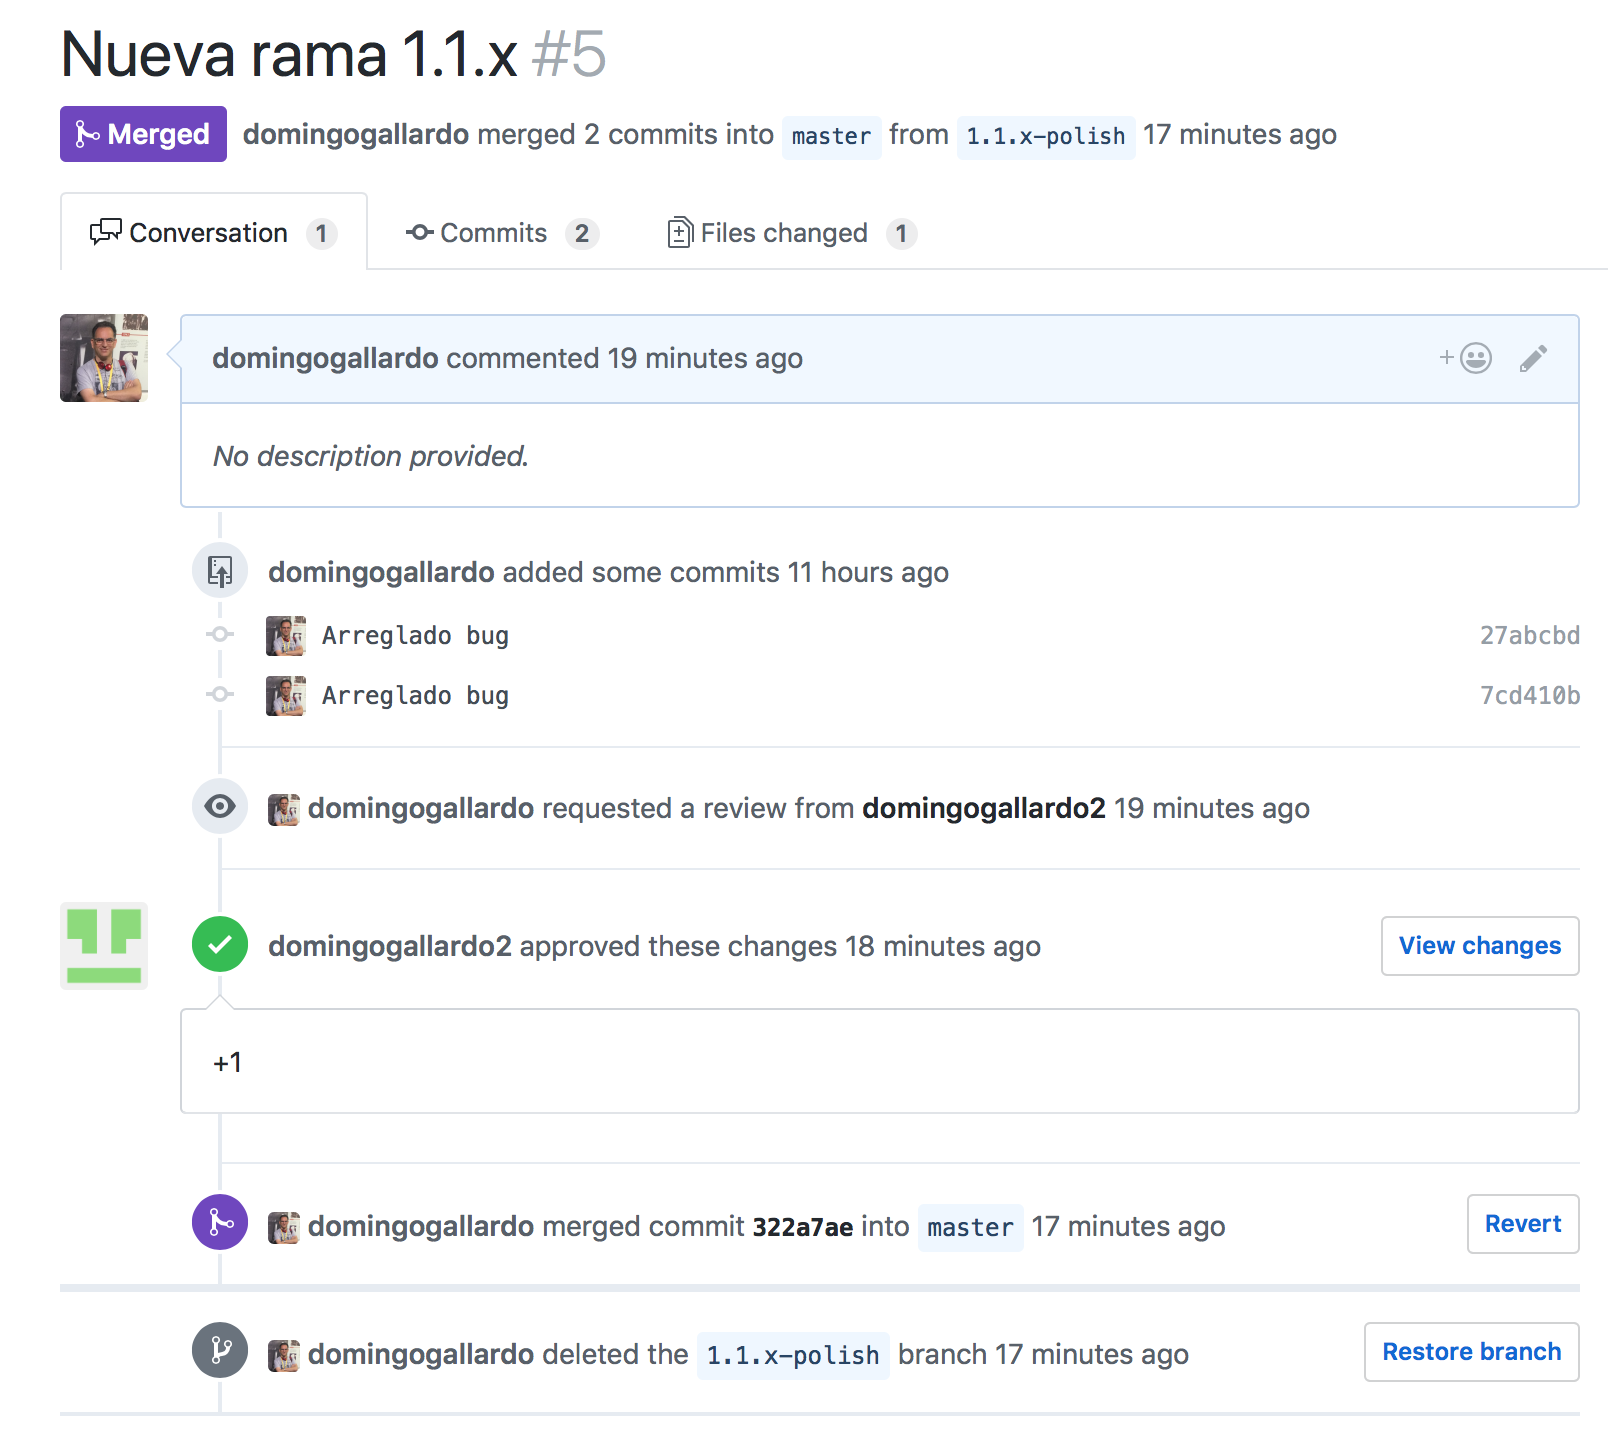 Nueva rama 1.1.x #5
Merged domingogallardo merged 2 commits into master from 1.1.x-polish 17 minutes ago
Conversation 1 Commits 2 Files changed 1
domingogallardo commented 19 minutes ago
No description provided.
domingogallardo added some commits 11 hours ago
Arreglado bug 27abcbd
Arreglado bug 7cd410b
domingogallardo requested a review from domingogallardo2 19 minutes ago
domingogallardo2 approved these changes 18 minutes ago View changes
+1
domingogallardo merged commit 322a7ae into master 17 minutes ago Revert
domingogallardo deleted the 1.1.x-polish branch 17 minutes ago Restore branch